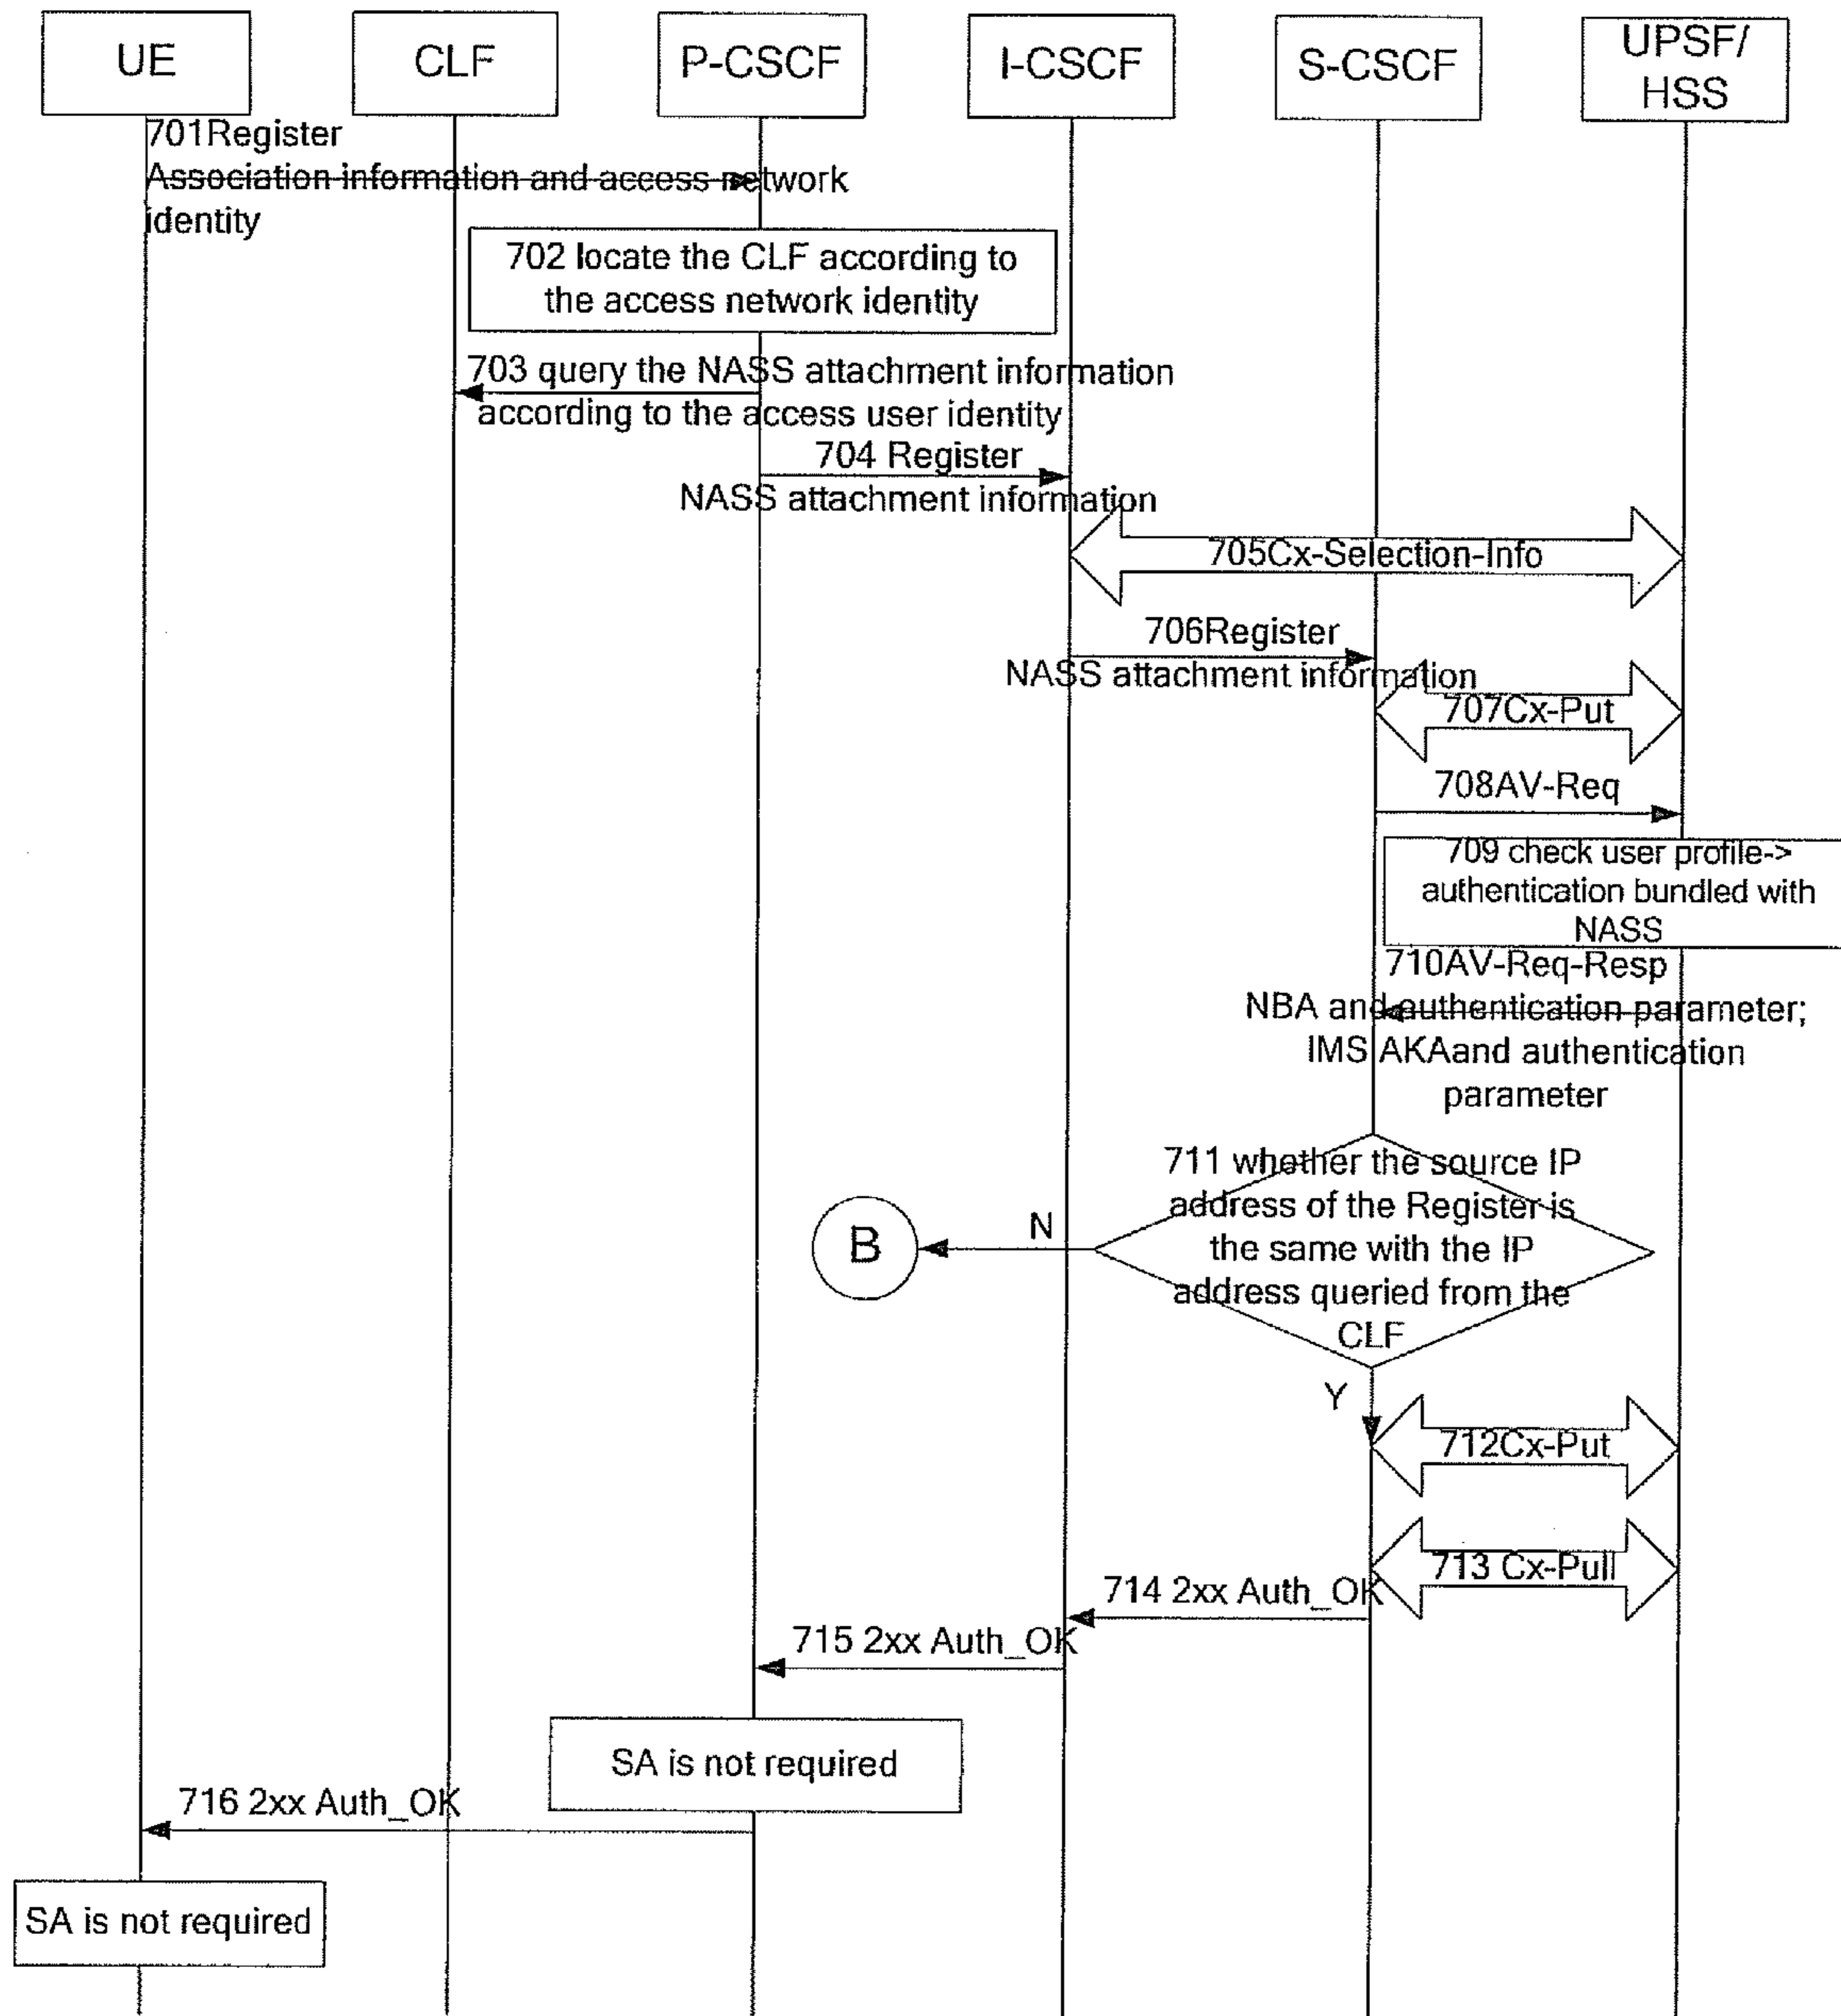 UE
CLF
P-CSCF
I-CSCF
S-CSCF
UPSF/
HSS
701Register
Association information and access network
identity
702 locate the CLF according to
the access network identity
703 query the NASS attachment information
according to the access user identity
704 Register
NASS attachment information
705Cx-Selection-Info
706Register
NASS attachment information
707Cx-Put
708AV-Req
709 check user profile->
authentication bundled with
NASS
710AV-Req-Resp
NBA and authentication parameter;
IMS AKAand authentication
parameter
711 whether the source IP
address of the Register is
the same with the IP
address queried from the
CLF
N
B
Y
712Cx-Put
713 Cx-Pull
714 2xx Auth_OK
715 2xx Auth_OK
SA is not required
716 2xx Auth_OK
SA is not required